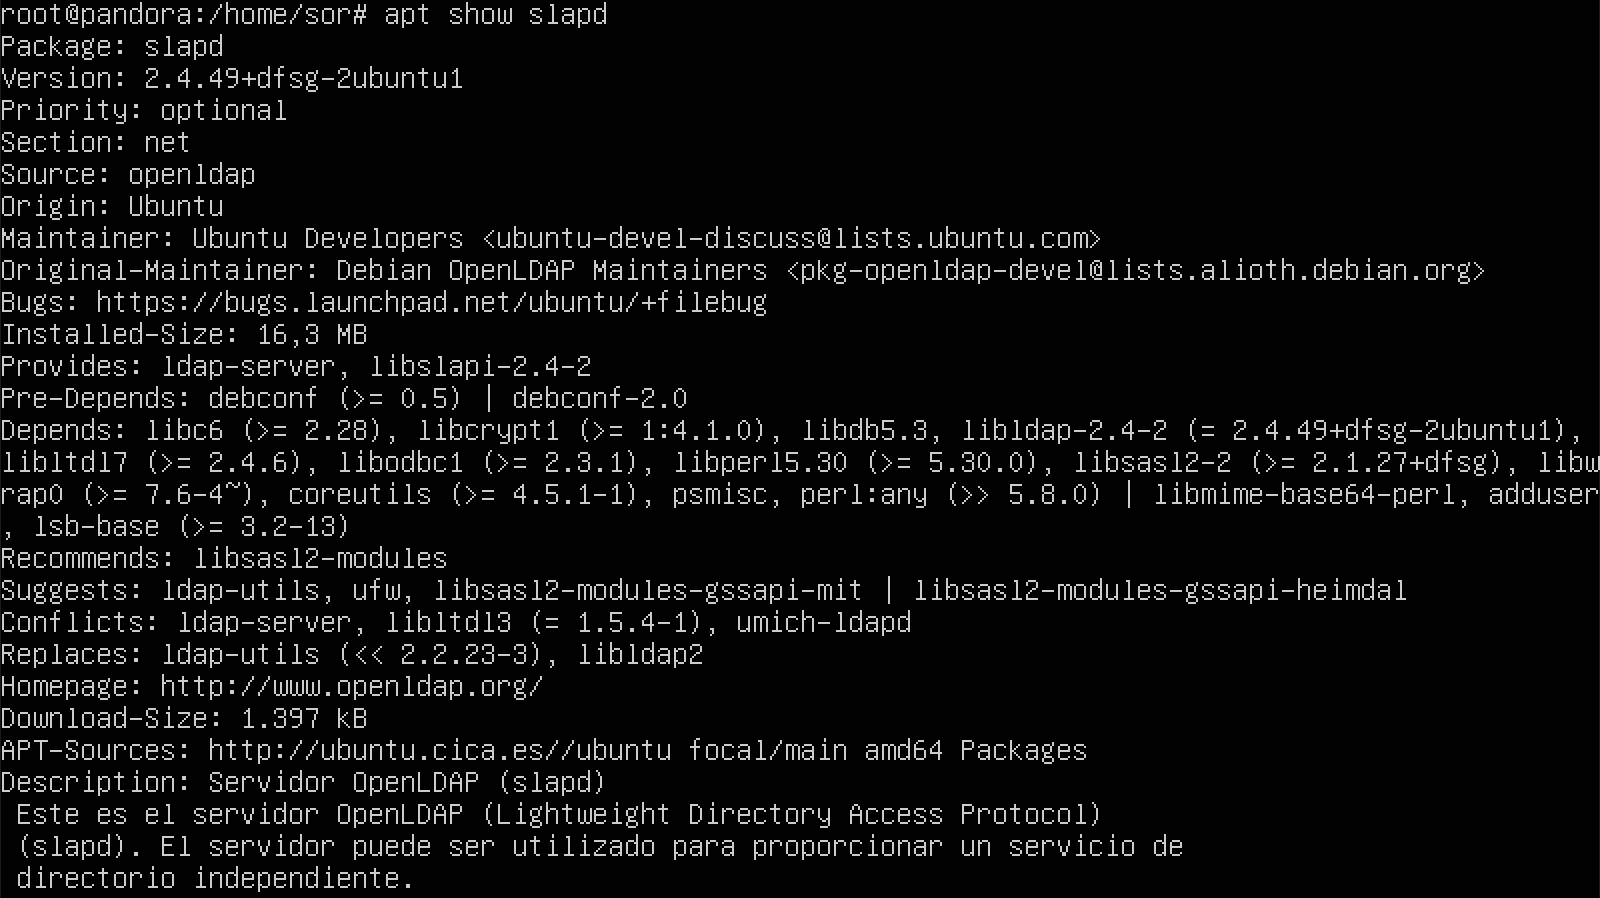 root@pandora:/home/sor# apt show slapd
Package: slapd
Version: 2.4.49+dfsg-2ubuntu1
Priority: optional
Section: net
Source: openldap
Origin: Ubuntu
Maintainer: Ubuntu Developers <ubuntu-devel-discuss@lists.ubuntu.com>
Original-Maintainer: Debian OpenLDAP Maintainers <pkg-openldap-devel@lists.alioth.debian.org>
Bugs: https://bugs.launchpad.net/ubuntu/+filebug
Installed-Size: 16,3 MB
Provides: ldap-server, libslapi-2.4-2
Pre-Depends: debconf (>= 0.5) | debconf-2.0
Depends: libc6 (>= 2.28), libcrypt1 (>= 1:4.1.0), libdb5.3, libldap-2.4-2 (= 2.4.49+dfsg-2ubuntu1),
libltdl7 (>= 2.4.6), libodbc1 (>= 2.3.1), libperl5.30 (>= 5.30.0), libsasl2-2 (>= 2.1.27+dfsg), libw
rap0 (>= 7.6-4~), coreutils (>= 4.5.1-1), psmisc, perl:any (>> 5.8.0) | libmime-base64-perl, adduser
, lsb-base (>= 3.2-13)
Recommends: libsasl2-modules
Suggests: ldap-utils, ufw, libsasl2-modules-gssapi-mit | libsasl2-modules-gssapi-heimdal
Conflicts: ldap-server, libltdl3 (= 1.5.4-1), umich-ldapd
Replaces: ldap-utils (<< 2.2.23-3), libldap2
Homepage: http://www.openldap.org/
Download-Size: 1.397 kB
APT-Sources: http://ubuntu.cica.es//ubuntu focal/main amd64 Packages
Description: Servidor OpenLDAP (slapd)
Este es el servidor OpenLDAP (Lightweight Directory Access Protocol)
(slapd). El servidor puede ser utilizado para proporcionar un servicio de
directorio independiente.